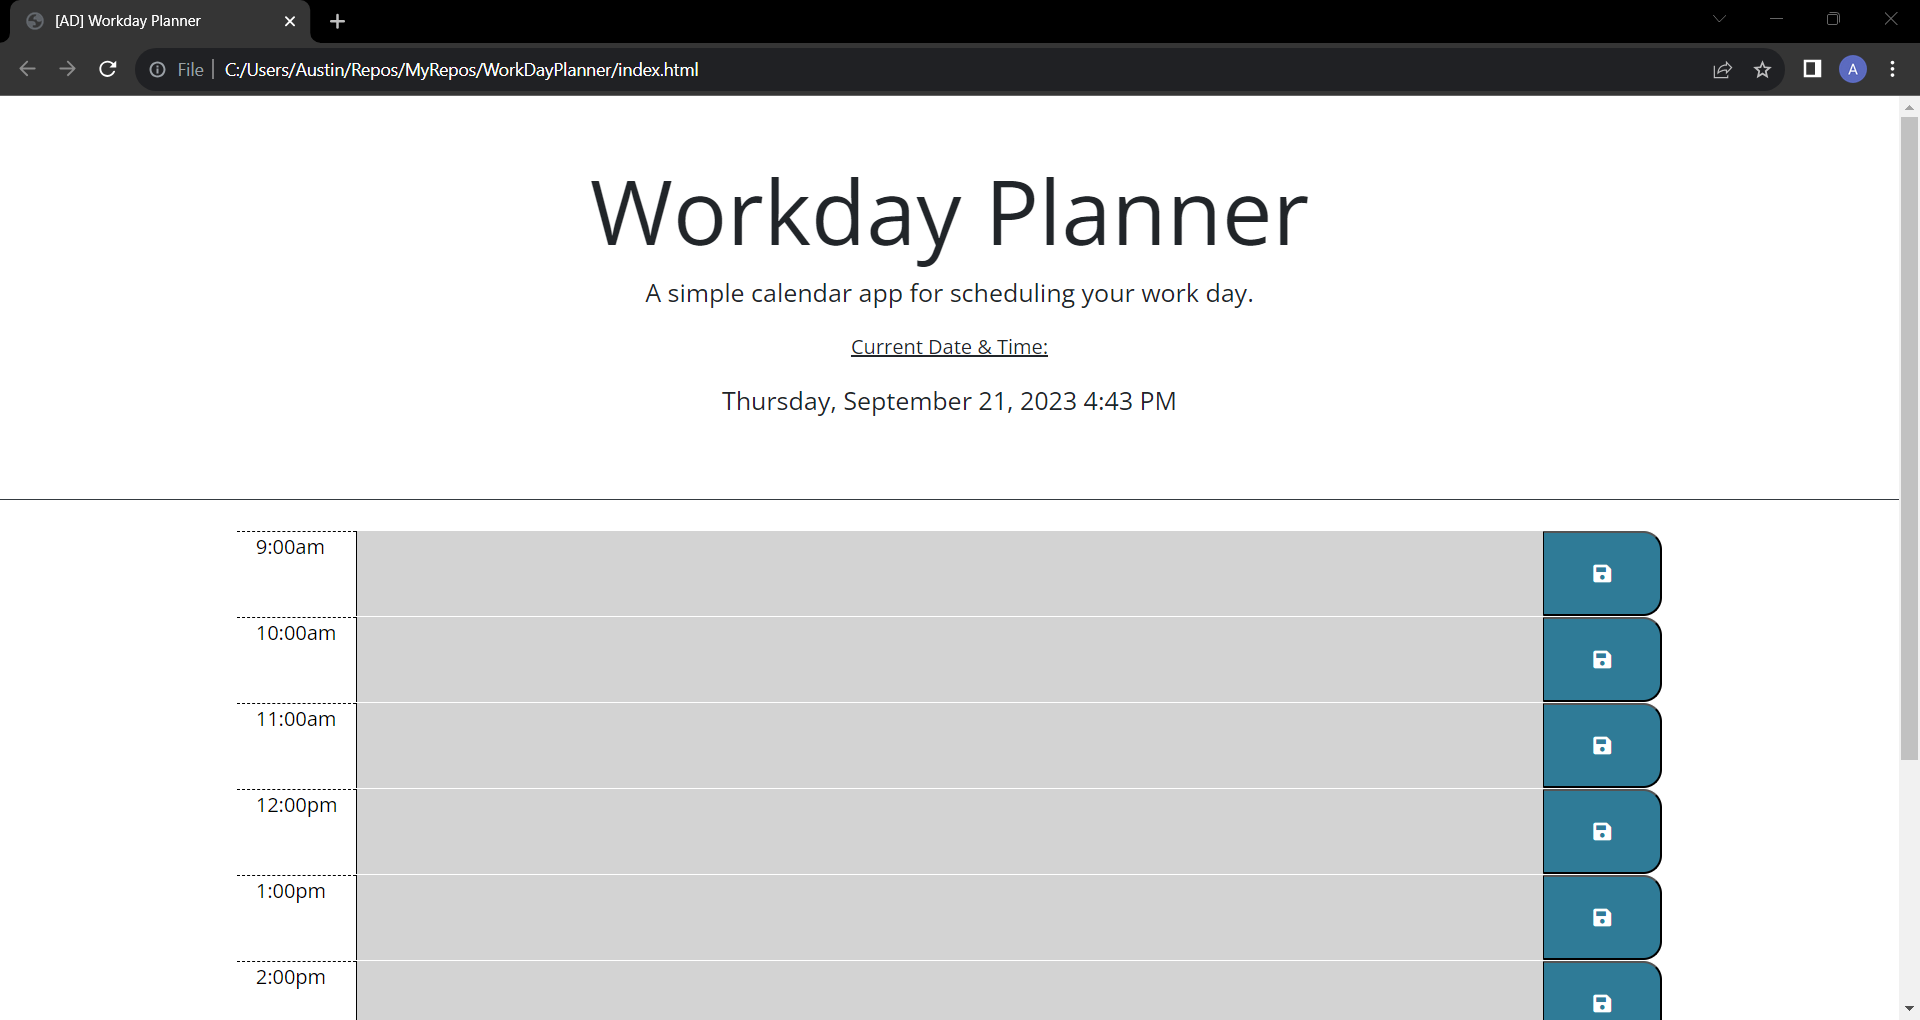 [AD] Workday Planner
File
C:/Users/Austin/Repos/MyRepos/WorkDayPlanner/index.html
A
Workday Planner
A simple calendar app for scheduling your work day.
Current Date & Time:
Thursday, September 21, 2023 4:43 PM
9:00am
10:00am
11:00am
12:00pm
1:00pm
2:00pm